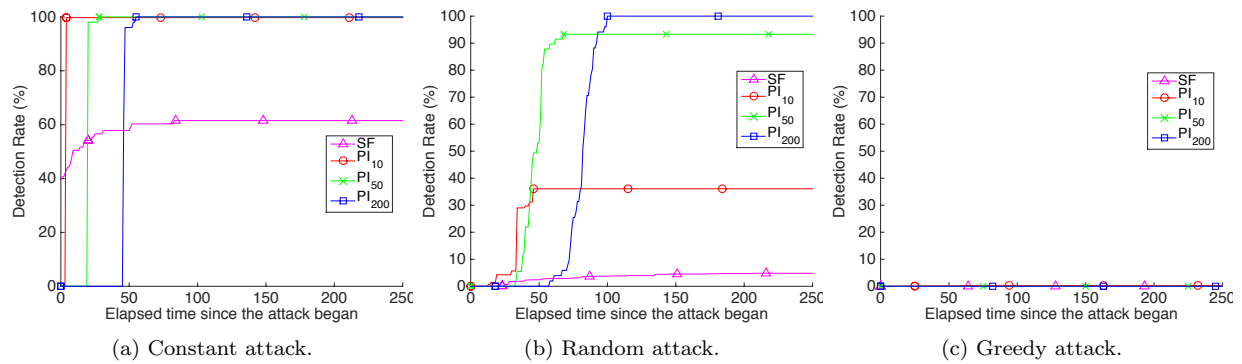 100
80
60
40
20
0
Detection Rate (%)
SF
PI10
PI50
PI200
0 50 100 150 200 250
Elapsed time since the attack began
(a) Constant attack.
100
90
80
70
60
50
40
30
20
10
0
Detection Rate (%)
SF
PI10
PI50
PI200
0 50 100 150 200 250
Elapsed time since the attack began
(b) Random attack.
100
90
80
70
60
50
40
30
20
10
0
Detection Rate (%)
SF
PI10
PI50
PI200
0 50 100 150 200 250
Elapsed time since the attack began
(c) Greedy attack.